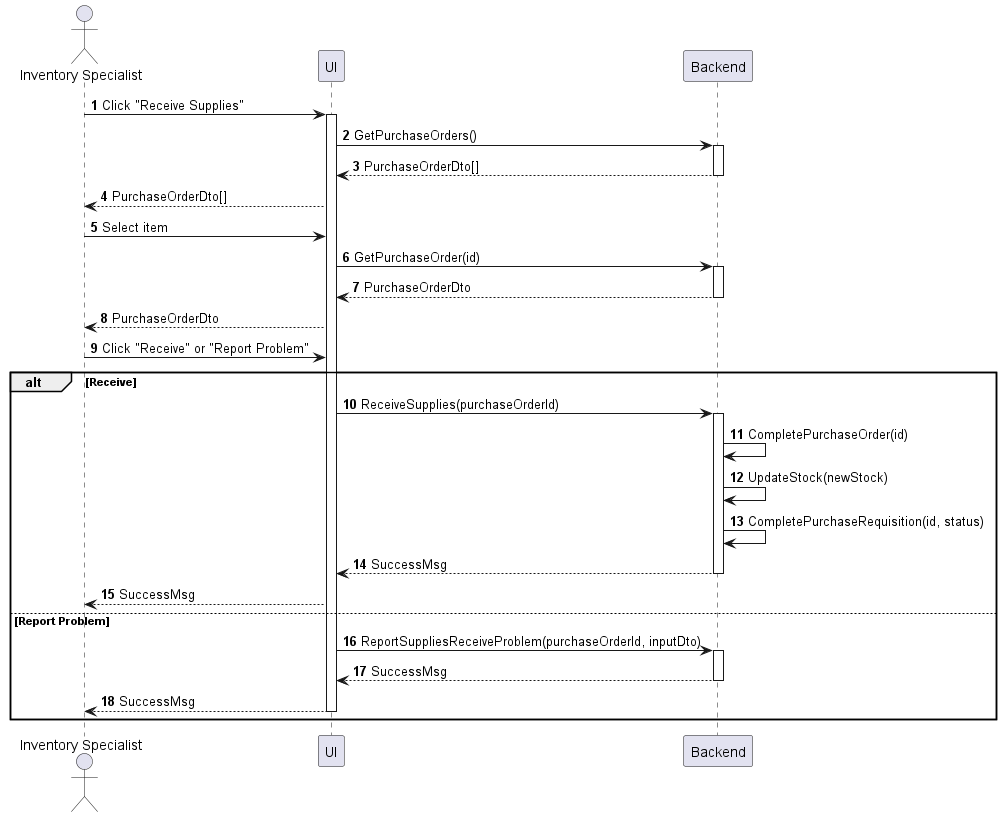 Inventory Specialist
UI
Backend
1 Click "Receive Supplies"
2 GetPurchaseOrders()
3 PurchaseOrderDto[]
4 PurchaseOrderDto[]
5 Select item
6 GetPurchaseOrder(id)
7 PurchaseOrderDto
8 PurchaseOrderDto
9 Click "Receive" or "Report Problem"
alt [Receive]
10 ReceiveSupplies(purchaseOrderId)
11 CompletePurchaseOrder(id)
12 UpdateStock(newStock)
13 CompletePurchaseRequisition(id, status)
14 SuccessMsg
15 SuccessMsg
[Report Problem]
16 ReportSuppliesReceiveProblem(purchaseOrderId, inputDto)
17 SuccessMsg
18 SuccessMsg
Inventory Specialist
UI
Backend